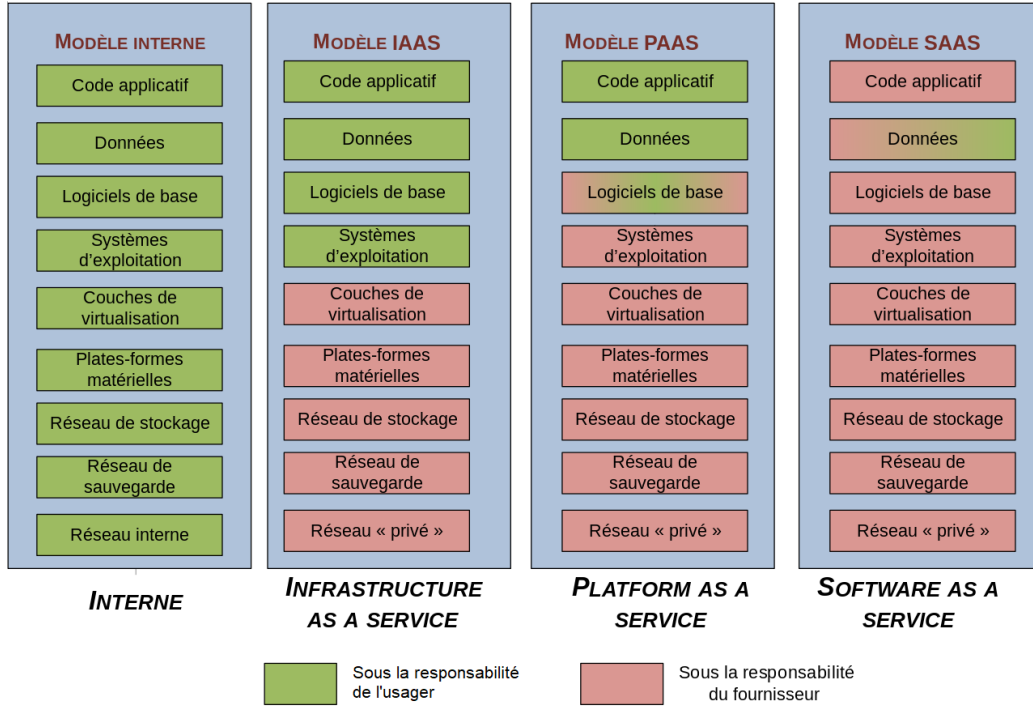 MODÈLE INTERNE
Code applicatif
Données
Logiciels de base
Systèmes
d’exploitation
Couches de
virtualisation
Plates-formes
matérielles
Réseau de stockage
Réseau de
sauvegarde
Réseau interne
INTERNE
MODÈLE IAAS
Code applicatif
Données
Logiciels de base
Systèmes
d’exploitation
Couches de
virtualisation
Plates-formes
matérielles
Réseau de stockage
Réseau de
sauvegarde
Réseau « privé »
INFRASTRUCTURE
AS A SERVICE
MODÈLE PAAS
Code applicatif
Données
Logiciels de base
Systèmes
d’exploitation
Couches de
virtualisation
Plates-formes
matérielles
Réseau de stockage
Réseau de
sauvegarde
Réseau « privé »
PLATFORM AS A
SERVICE
MODÈLE SAAS
Code applicatif
Données
Logiciels de base
Systèmes
d’exploitation
Couches de
virtualisation
Plates-formes
matérielles
Réseau de stockage
Réseau de
sauvegarde
Réseau « privé »
SOFTWARE AS A
SERVICE
Sous la responsabilité
de l'usager
Sous la responsabilité
du fournisseur